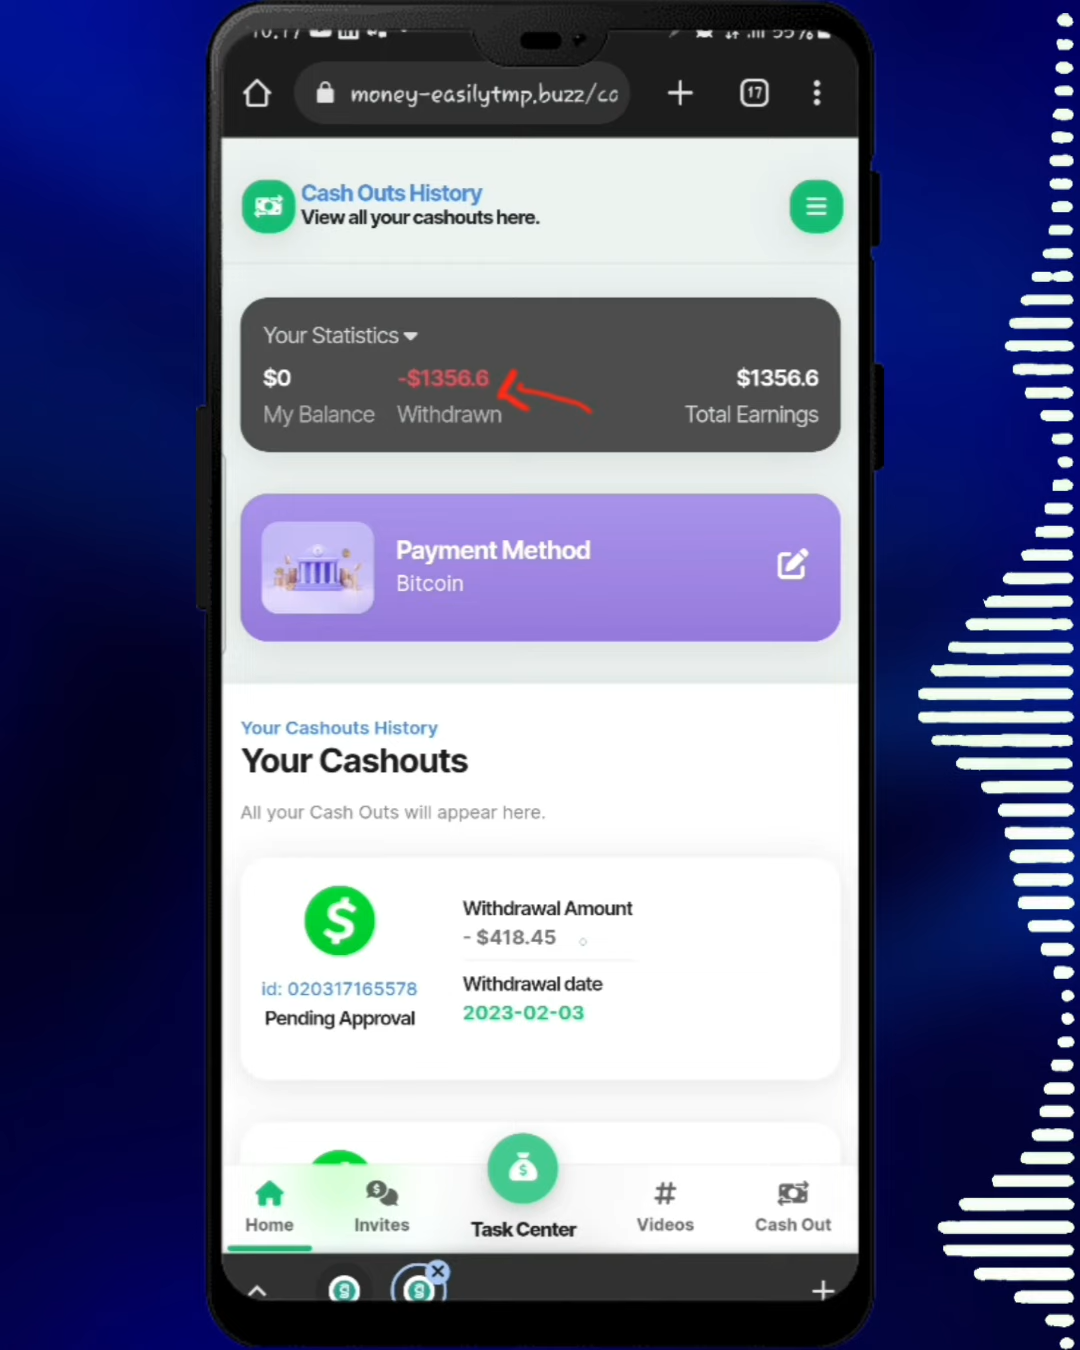 money-easilytmp.buzz/co
17
Cash Outs History
View all your cashouts here.
Your Statistics
$0 -$1356.6 $1356.6
My Balance Withdrawn Total Earnings
Payment Method
Bitcoin
Your Cashouts History
Your Cashouts
All your Cash Outs will appear here.
Withdrawal Amount
- $418.45
id: 020317165578
Withdrawal date
Pending Approval
2023-02-03
Home Invites Task Center Videos Cash Out